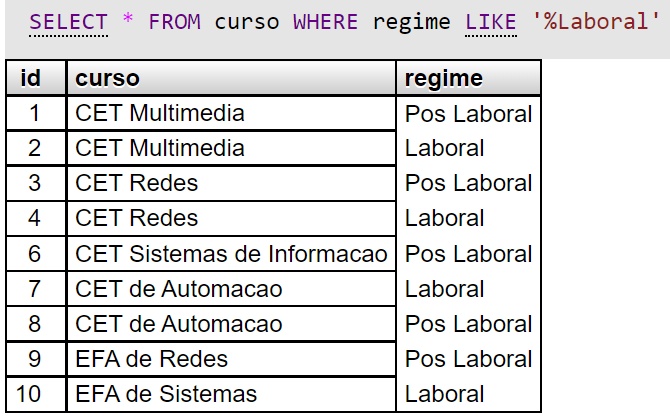 SELECT * FROM curso WHERE regime LIKE '%Laboral'
id curso regime
1 CET Multimedia Pos Laboral
2 CET Multimedia Laboral
3 CET Redes Pos Laboral
4 CET Redes Laboral
6 CET Sistemas de Informacao Pos Laboral
7 CET de Automacao Laboral
8 CET de Automacao Pos Laboral
9 EFA de Redes Pos Laboral
10 EFA de Sistemas Laboral